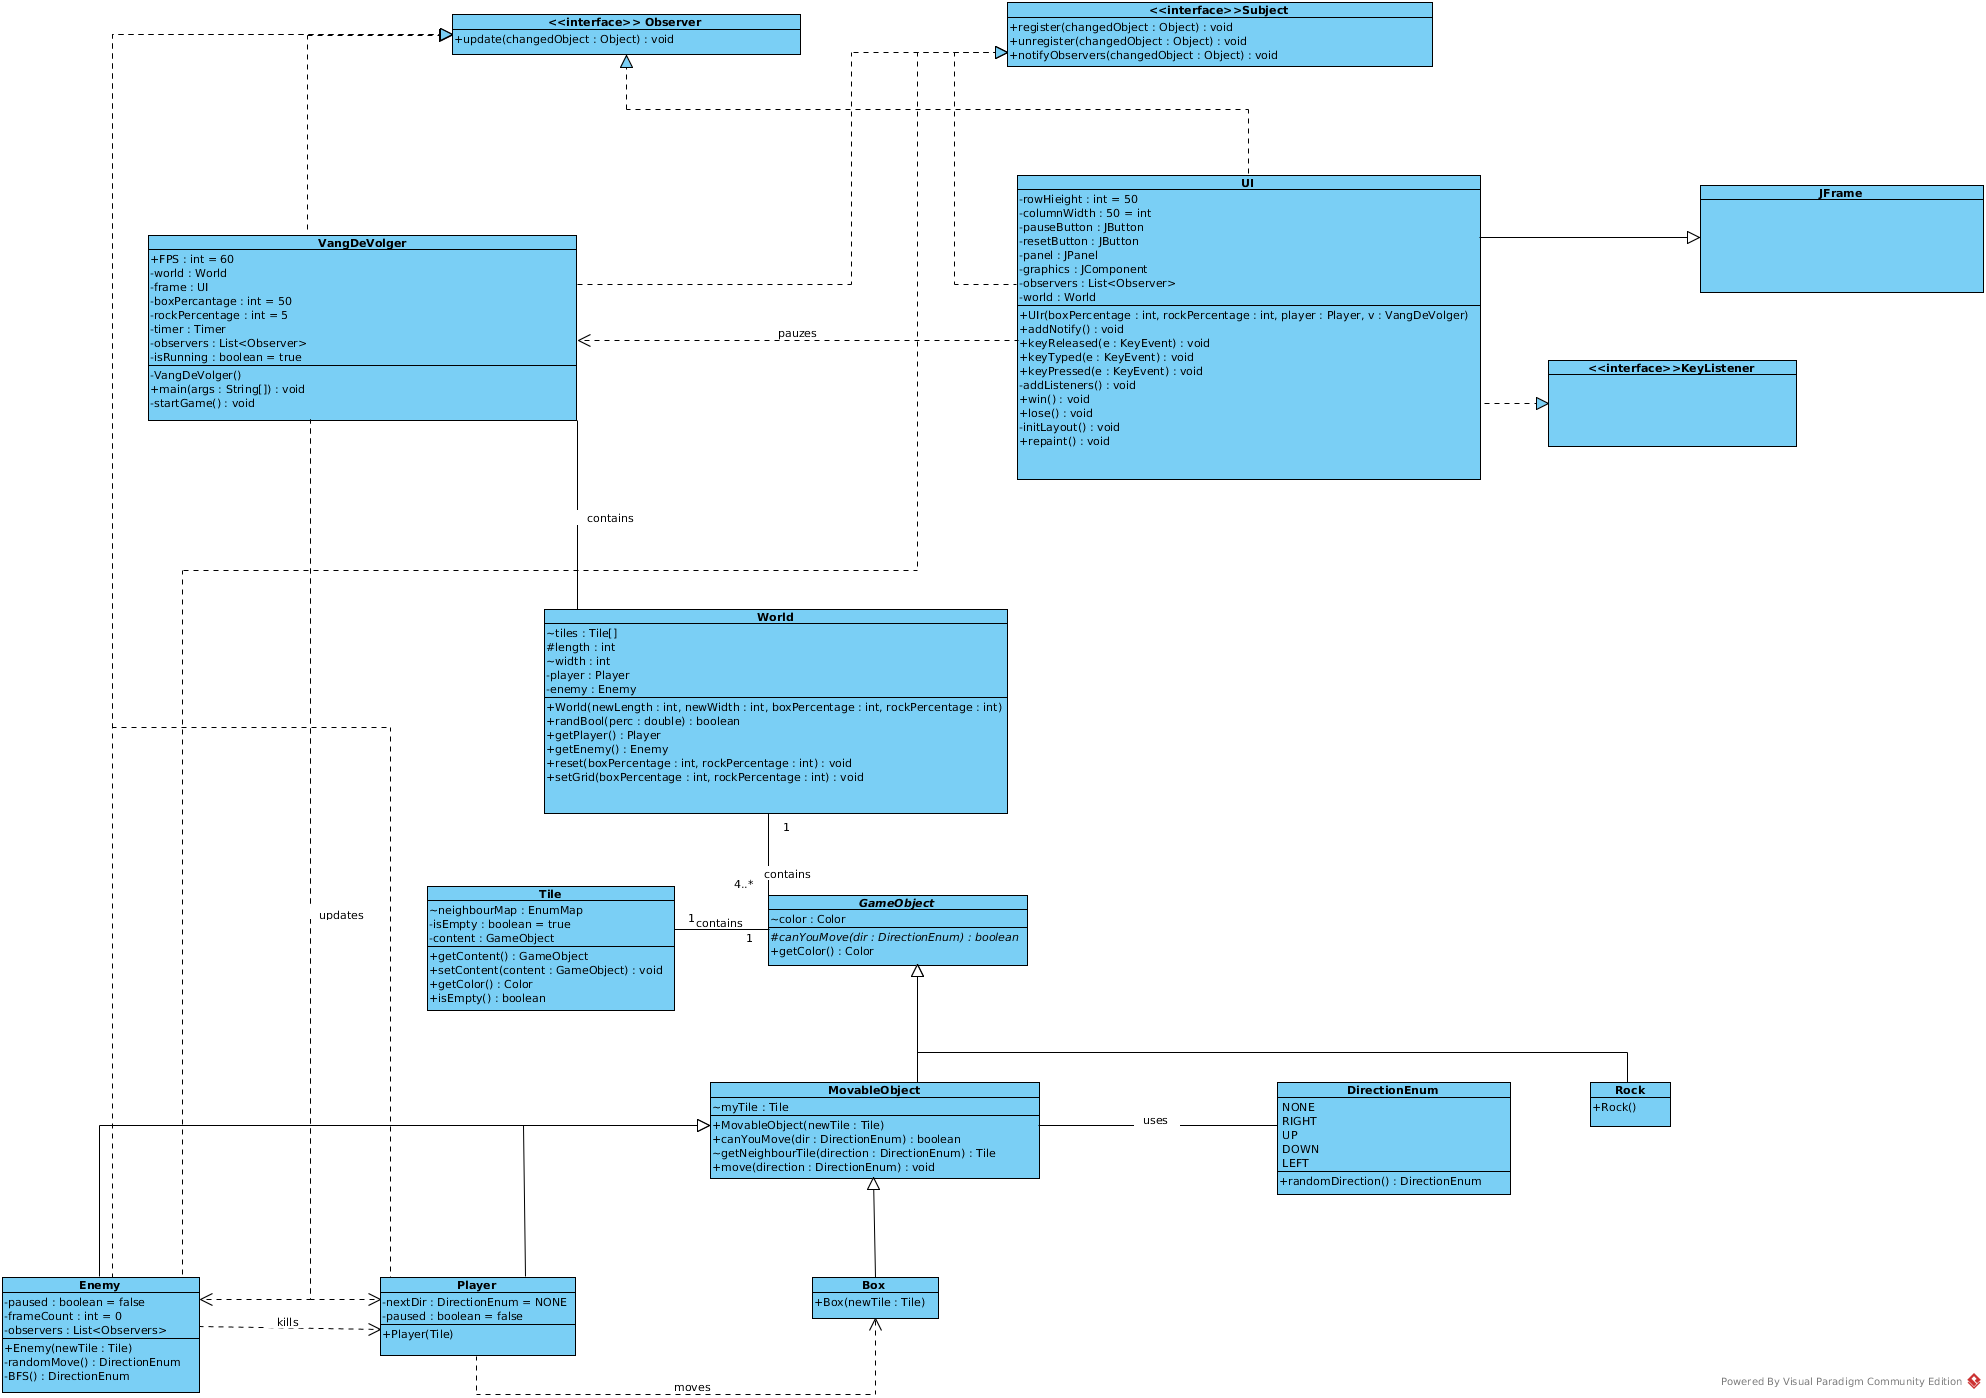 <<interface>> Observer
+update(changedObject : Object) : void
<<interface>>Subject
+register(changedObject : Object) : void
+unregister(changedObject : Object) : void
+notifyObservers(changedObject : Object) : void
UI
-rowHieight : int = 50
-columnWidth : 50 = int
-pauseButton : JButton
-resetButton : JButton
-panel : JPanel
-graphics : JComponent
-observers : List<Observer>
-world : World
+UIr(boxPercentage : int, rockPercentage : int, player : Player, v : VangDeVolger)
+addNotify() : void
+keyReleased(e : KeyEvent) : void
+keyTyped(e : KeyEvent) : void
+keyPressed(e : KeyEvent) : void
-addListeners() : void
+win() : void
+lose() : void
-initLayout() : void
+repaint() : void
JFrame
<<interface>>KeyListener
VangDeVolger
+FPS : int = 60
-world : World
-frame : UI
-boxPercantage : int = 50
-rockPercentage : int = 5
-timer : Timer
-observers : List<Observer>
-isRunning : boolean = true
-VangDeVolger()
+main(args : String[]) : void
-startGame() : void
pauzes
contains
World
~tiles : Tile[]
#length : int
~width : int
-player : Player
-enemy : Enemy
+World(newLength : int, newWidth : int, boxPercentage : int, rockPercentage : int)
+randBool(perc : double) : boolean
+getPlayer() : Player
+getEnemy() : Enemy
+reset(boxPercentage : int, rockPercentage : int) : void
+setGrid(boxPercentage : int, rockPercentage : int) : void
1
contains
4..*
updates
Tile
~neighbourMap : EnumMap
-isEmpty : boolean = true
-content : GameObject
+getContent() : GameObject
+setContent(content : GameObject) : void
+getColor() : Color
+isEmpty() : boolean
1
contains
1
GameObject
~color : Color
#canYouMove(dir : DirectionEnum) : boolean
+getColor() : Color
MovableObject
~myTile : Tile
+MovableObject(newTile : Tile)
+canYouMove(dir : DirectionEnum) : boolean
~getNeighbourTile(direction : DirectionEnum) : Tile
+move(direction : DirectionEnum) : void
uses
DirectionEnum
NONE
RIGHT
UP
DOWN
LEFT
+randomDirection() : DirectionEnum
Rock
+Rock()
Enemy
-paused : boolean = false
-frameCount : int = 0
-observers : List<Observers>
+Enemy(newTile : Tile)
-randomMove() : DirectionEnum
-BFS() : DirectionEnum
kills
Player
-nextDir : DirectionEnum = NONE
-paused : boolean = false
+Player(Tile)
Box
+Box(newTile : Tile)
moves
Powered By Visual Paradigm Community Edition